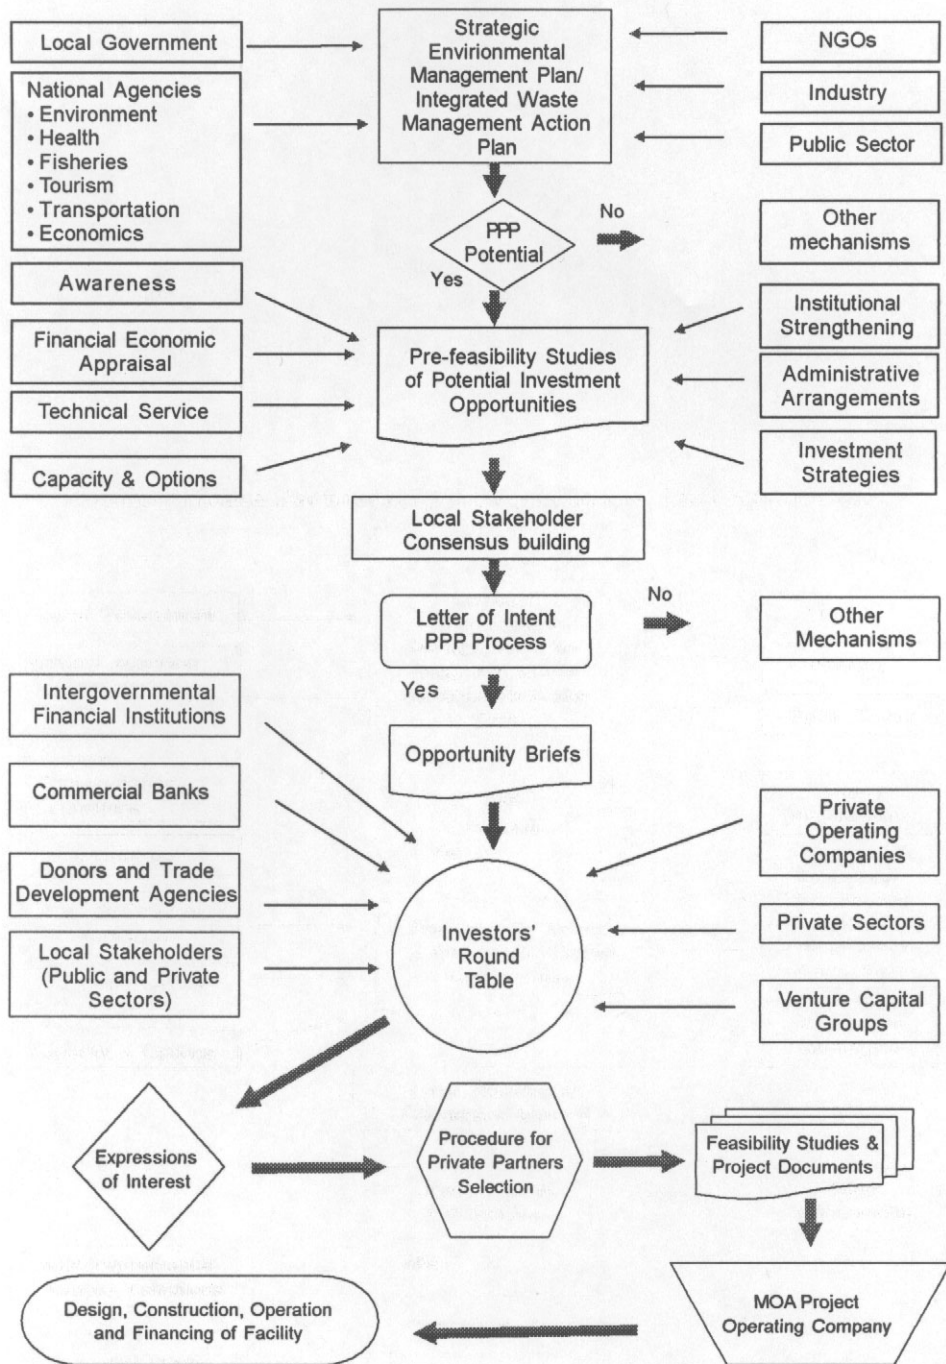 Local Government
National Agencies
• Environment
• Health
• Fisheries
• Tourism
• Transportation
• Economics
Strategic
Envirionmental
Management Plan/
Integrated Waste
Management Action
Plan
NGOs
Industry
Public Sector
PPP
Potential
No
Yes
Other
mechanisms
Awareness
Financial Economic
Appraisal
Technical Service
Capacity & Options
Pre-feasibility Studies
of Potential Investment
Opportunities
Institutional
Strengthening
Administrative
Arrangements
Investment
Strategies
Local Stakeholder
Consensus building
Letter of Intent
PPP Process
No
Yes
Other
Mechanisms
Opportunity Briefs
Intergovernmental
Financial Institutions
Commercial Banks
Donors and Trade
Development Agencies
Local Stakeholders
(Public and Private
Sectors)
Investors'
Round
Table
Private
Operating
Companies
Private Sectors
Venture Capital
Groups
Expressions
of Interest
Procedure for
Private Partners
Selection
Feasibility Studies &
Project Documents
MOA Project
Operating Company
Design, Construction, Operation
and Financing of Facility